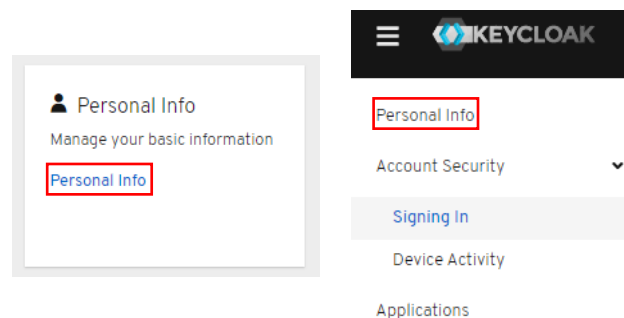 Personal Info
Manage your basic information
Personal Info
KEYCLOAK
Personal Info
Account Security
Signing In
Device Activity
Applications